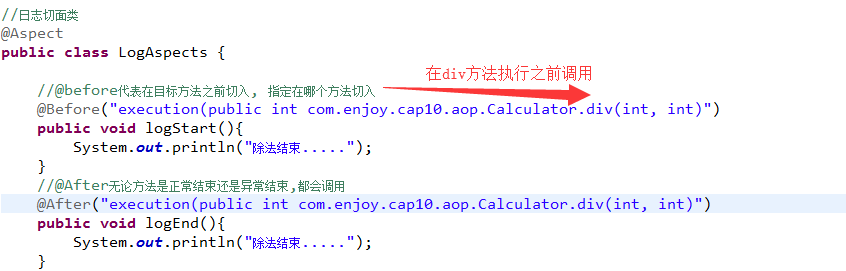 //日志切面类
@Aspect
public class LogAspects {
//@before代表在目标方法之前切入, 指定在哪个方法切入
在div方法执行之前调用
@Before("execution(public int com.enjoy.cap10.aop.Calculator.div(int, int)")
public void logStart(){
System.out.println("除法结束.....");
}
//@After无论方法是正常结束还是异常结束,都会调用
@After("execution(public int com.enjoy.cap10.aop.Calculator.div(int, int)")
public void logEnd(){
System.out.println("除法结束.....");
}